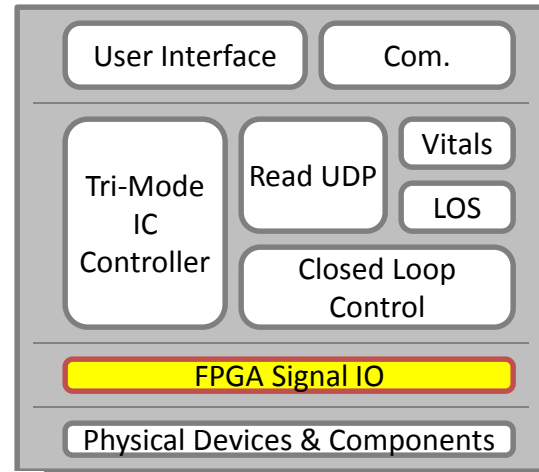 User Interface
Com.
Tri-Mode
IC
Controller
Read UDP
Vitals
LOS
Closed Loop
Control
FPGA Signal IO
Physical Devices & Components